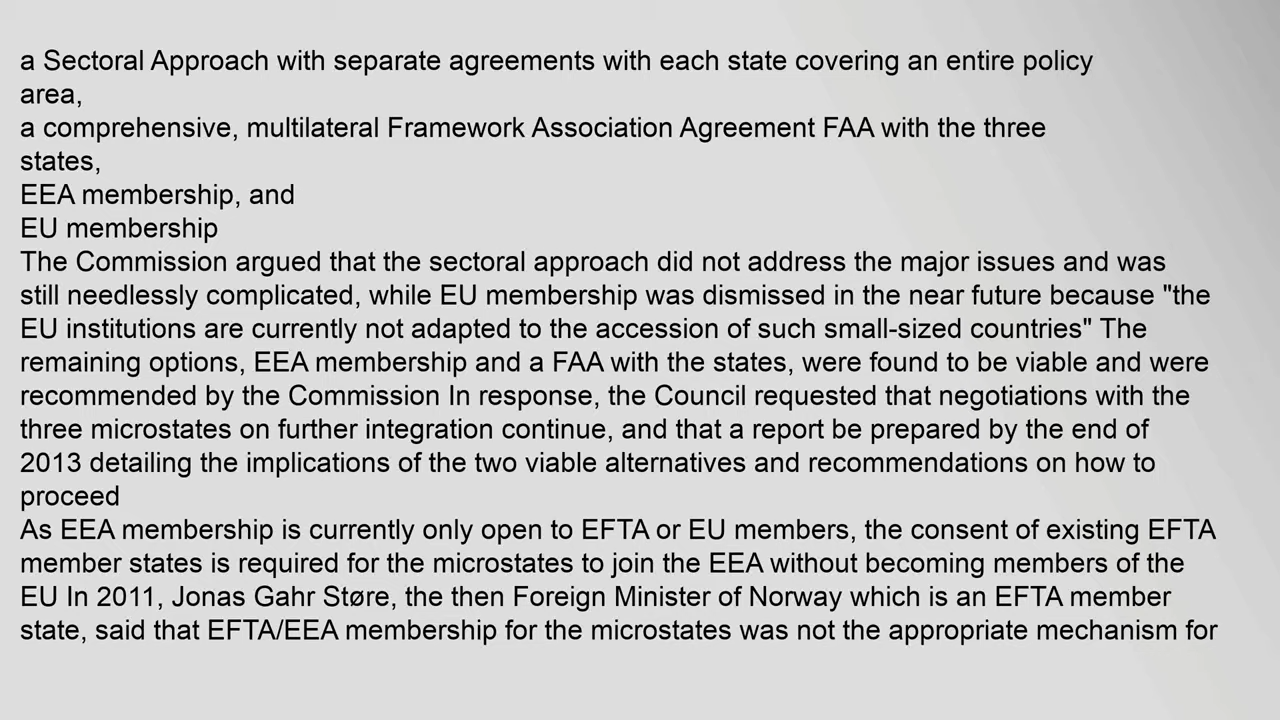 a Sectoral Approach with separate agreements with each state covering an entire policy
area,
a comprehensive, multilateral Framework Association Agreement FAA with the three
states,
EEA membership, and
EU membership
The Commission argued that the sectoral approach did not address the major issues and was
still needlessly complicated, while EU membership was dismissed in the near future because "the
EU institutions are currently not adapted to the accession of such small-sized countries" The
remaining options, EEA membership and a FAA with the states, were found to be viable and were
recommended by the Commission In response, the Council requested that negotiations with the
three microstates on further integration continue, and that a report be prepared by the end of
2013 detailing the implications of the two viable alternatives and recommendations on how to
proceed
As EEA membership is currently only open to EFTA or EU members, the consent of existing EFTA
member states is required for the microstates to join the EEA without becoming members of the
EU In 2011, Jonas Gahr Støre, the then Foreign Minister of Norway which is an EFTA member
state, said that EFTA/EEA membership for the microstates was not the appropriate mechanism for